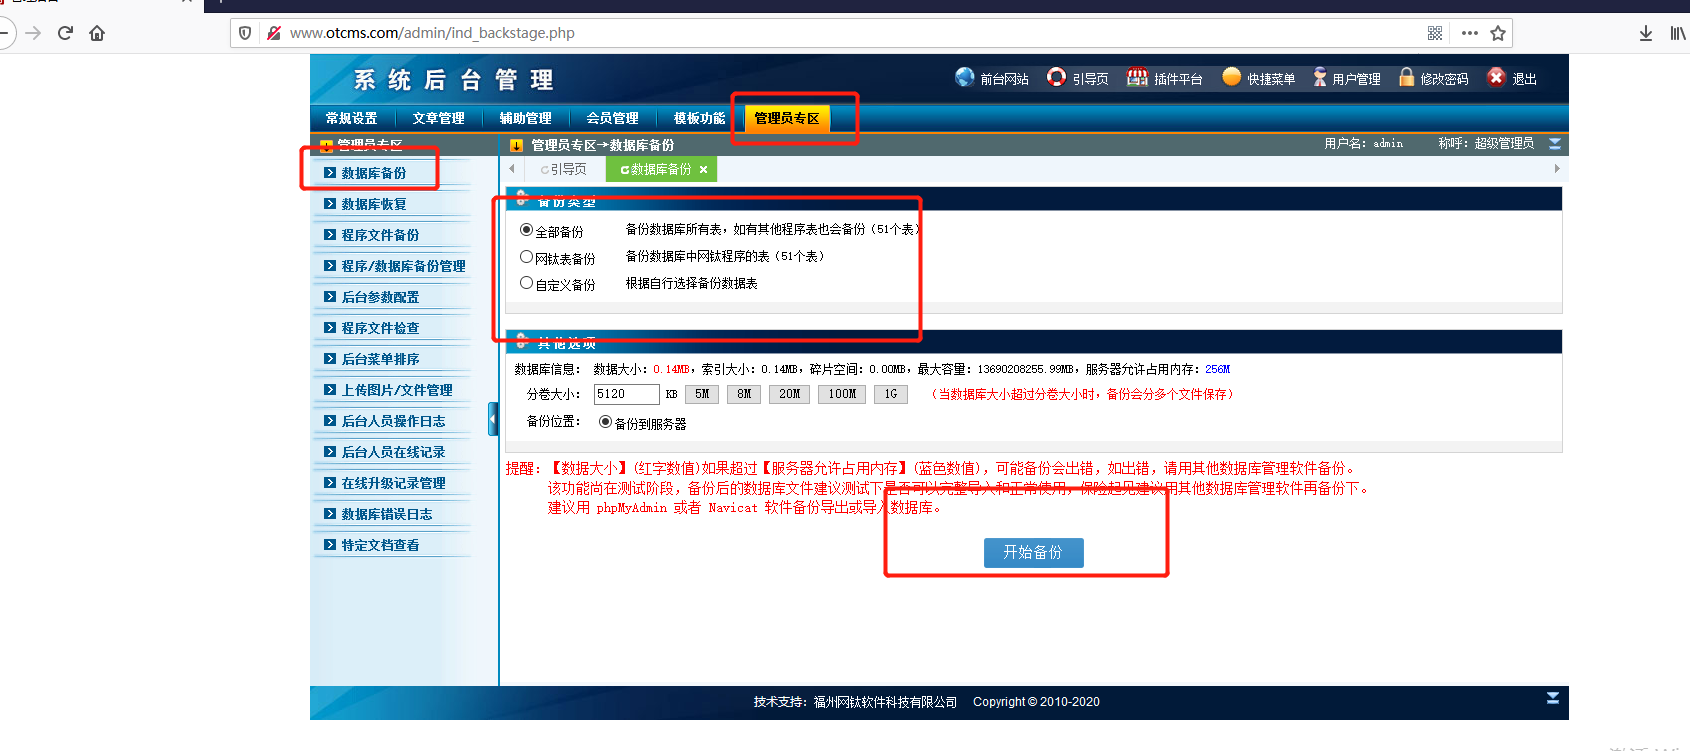 www.otcms.com/admin/ind_backstage.php
系统后台管理
前台网站 引导页 插件平台 快捷菜单 用户管理 修改密码 退出
常规设置 文章管理 辅助管理 会员管理 模板功能 管理员专区
管理员专区
管理员专区→数据库备份
用户名：admin 称呼：超级管理员
引导页 数据库备份 ×
数据库备份
数据库恢复
程序文件备份
程序/数据库备份管理
后台参数配置
程序文件检查
后台菜单排序
上传图片/文件管理
后台人员操作日志
后台人员在线记录
在线升级记录管理
数据库错误日志
特定文档查看
备份类型
全部备份 备份数据库所有表，如有其他程序表也会备份（51个表）
网钛表备份 备份数据库中网钛程序的表（51个表）
自定义备份 根据自行选择备份数据表
其他选项
数据库信息： 数据大小：0.14MB，索引大小：0.14MB，碎片空间：0.00MB，最大容量：13690208255.99MB，服务器允许占用内存：256M
分卷大小： 5120 KB 5M 8M 20M 100M 1G （当数据库大小超过分卷大小时，备份会分多个文件保存）
备份位置： 备份到服务器
提醒：【数据大小】(红字数值)如果超过【服务器允许占用内存】(蓝色数值)，可能备份会出错，如出错，请用其他数据库管理软件备份。
该功能尚在测试阶段，备份后的数据库文件建议测试下是否可以完整导入和正常使用，保险起见建议用其他数据库管理软件再备份下。
建议用 phpMyAdmin 或者 Navicat 软件备份导出或导入数据库。
开始备份
技术支持：福州网钛软件科技有限公司 Copyright © 2010-2020